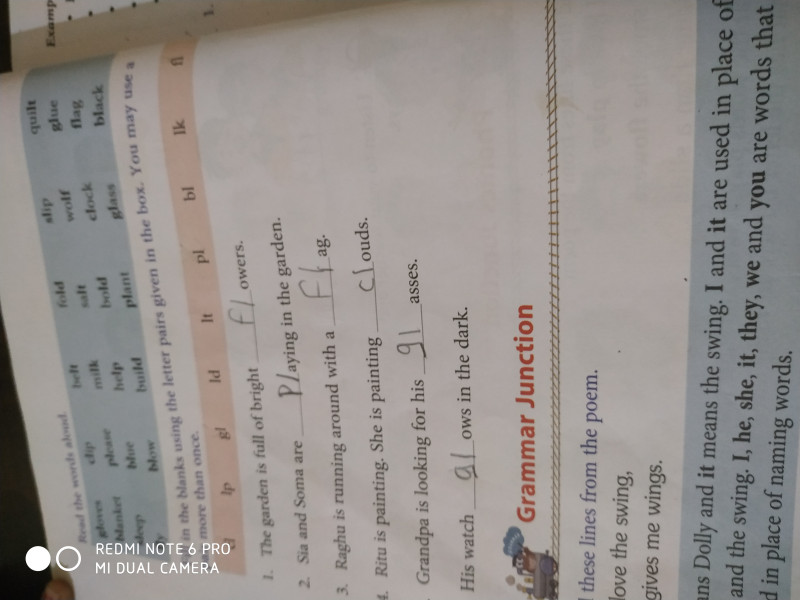 Examp
1.
Read the words aloud.
gloves clip belt fold slip quilt
blanket please milk salt wolf glue
sleep blue help bold clock flag
blow build plant glass black
in the blanks using the letter pairs given in the box. You may use a
more than once.
lp gl ld lt pl bl lk fl
1. The garden is full of bright fl owers.
2. Sia and Soma are Pl aying in the garden.
3. Raghu is running around with a Fl ag.
4. Ritu is painting. She is painting cl ouds.
Grandpa is looking for his gl asses.
His watch gl ows in the dark.
Grammar Junction
these lines from the poem.
love the swing,
gives me wings.
ans Dolly and it means the swing. I and it are used in place of
and the swing. I, he, she, it, they, we and you are words that
d in place of naming words.
REDMI NOTE 6 PRO
MI DUAL CAMERA